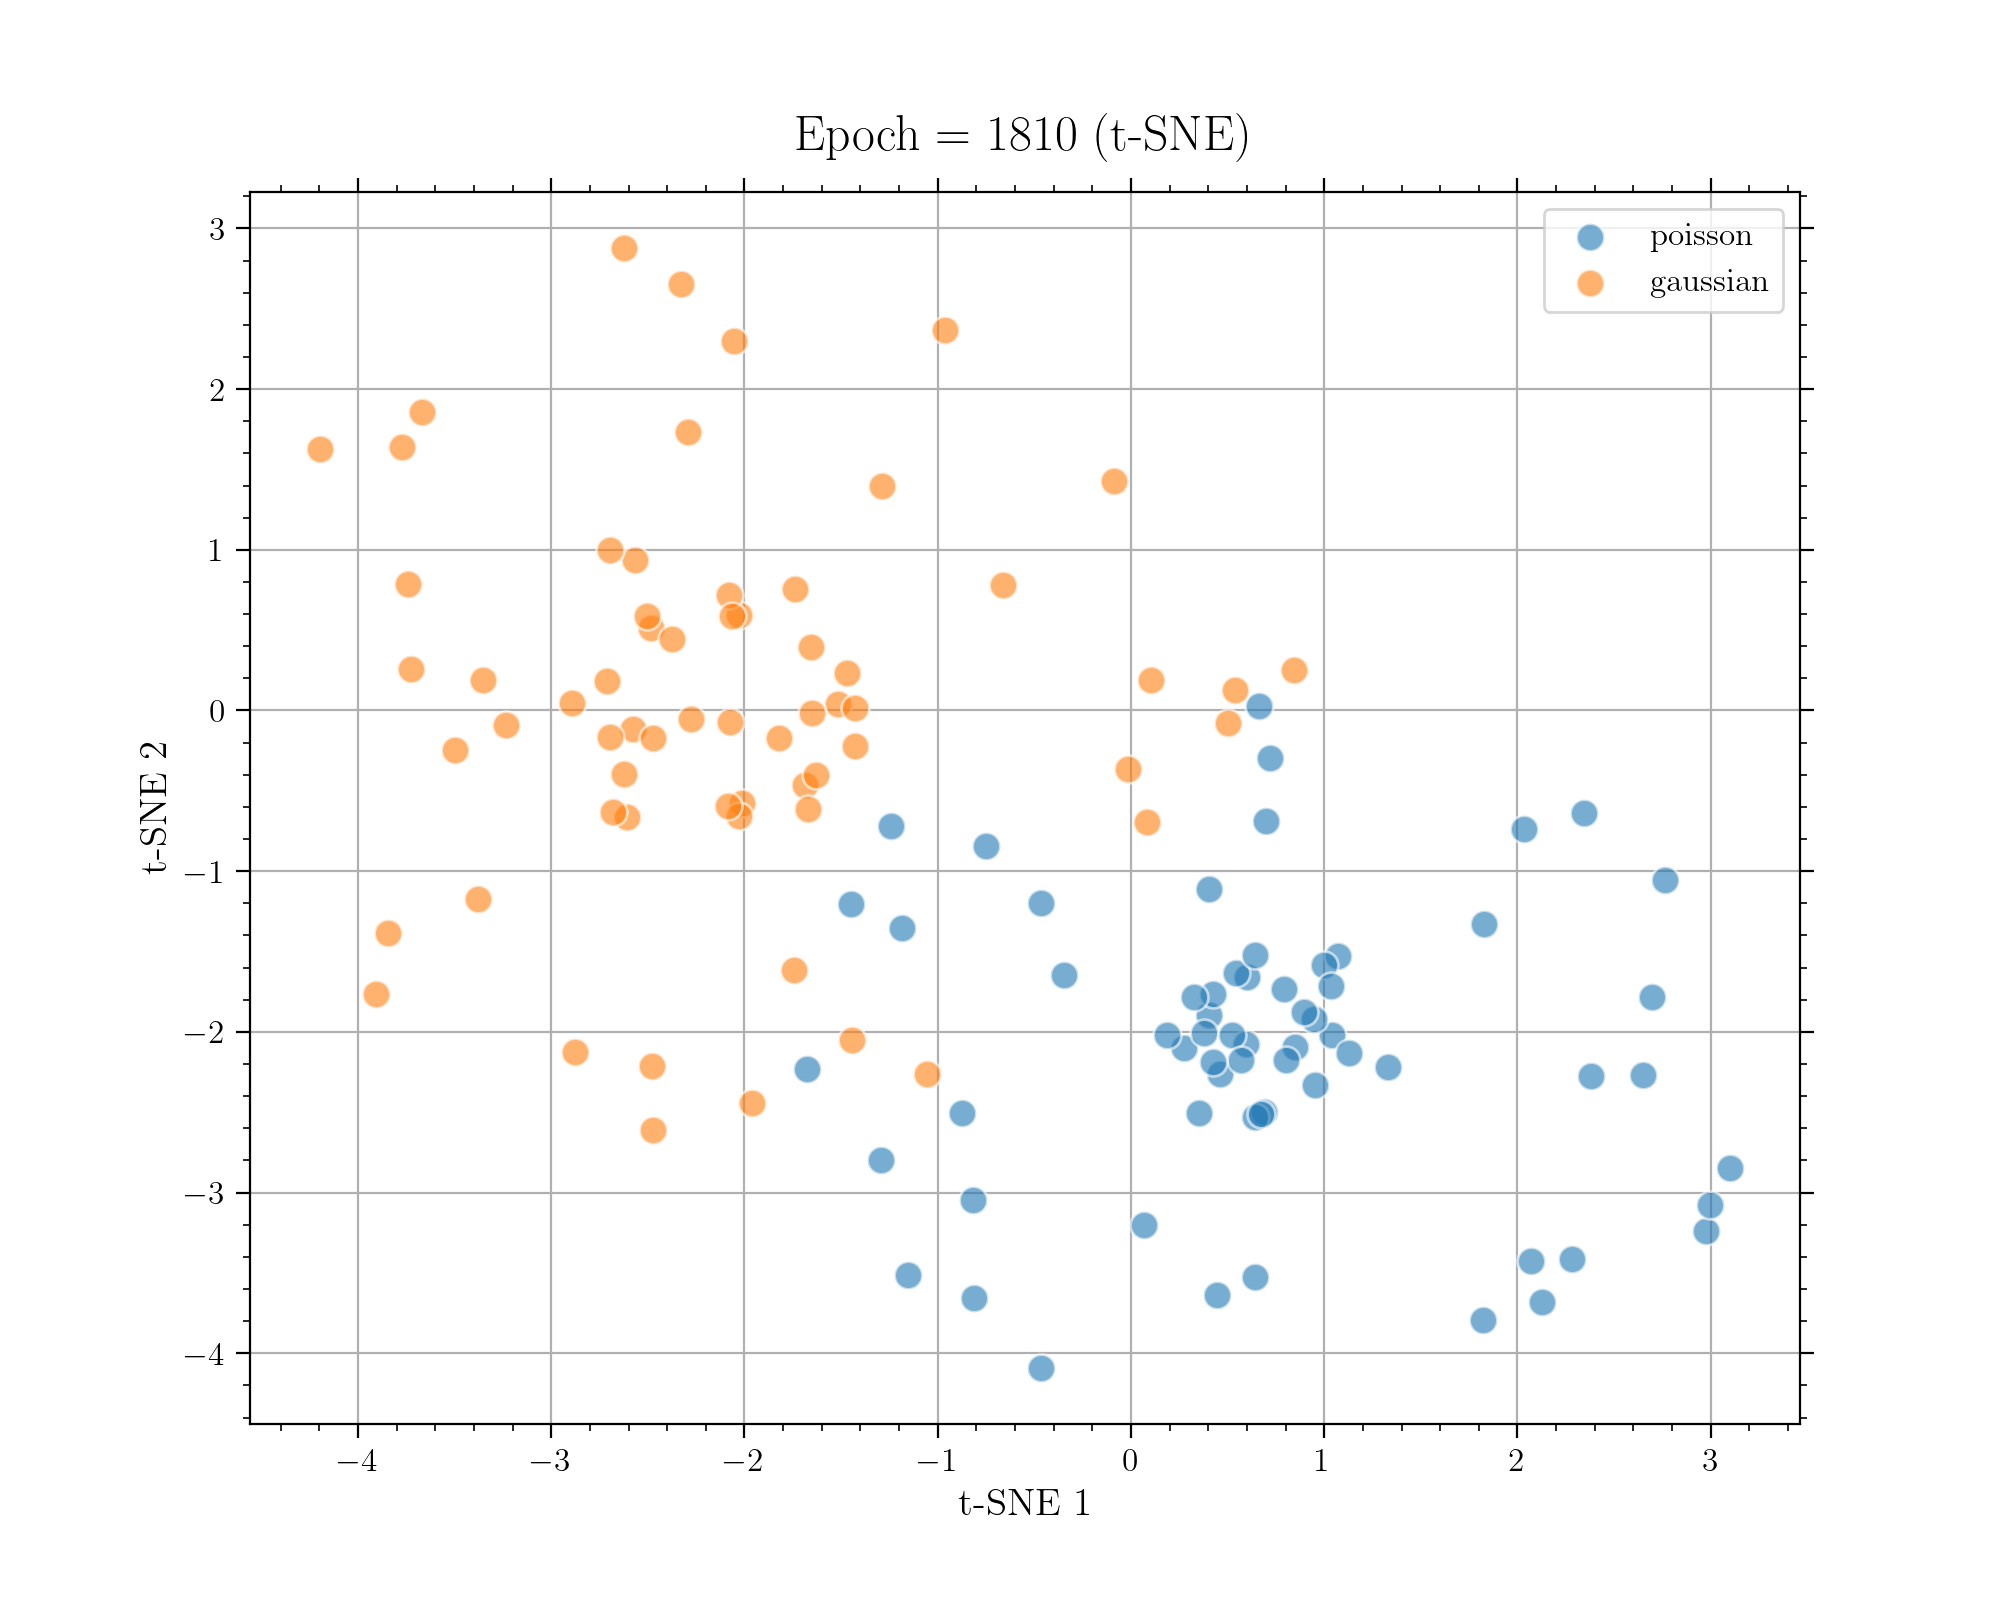 Epoch = 1810 (t-SNE)
poisson
gaussian
3
2
1
0
−1
−2
−3
−4
t-SNE 2
−4 −3 −2 −1 0 1 2 3
t-SNE 1